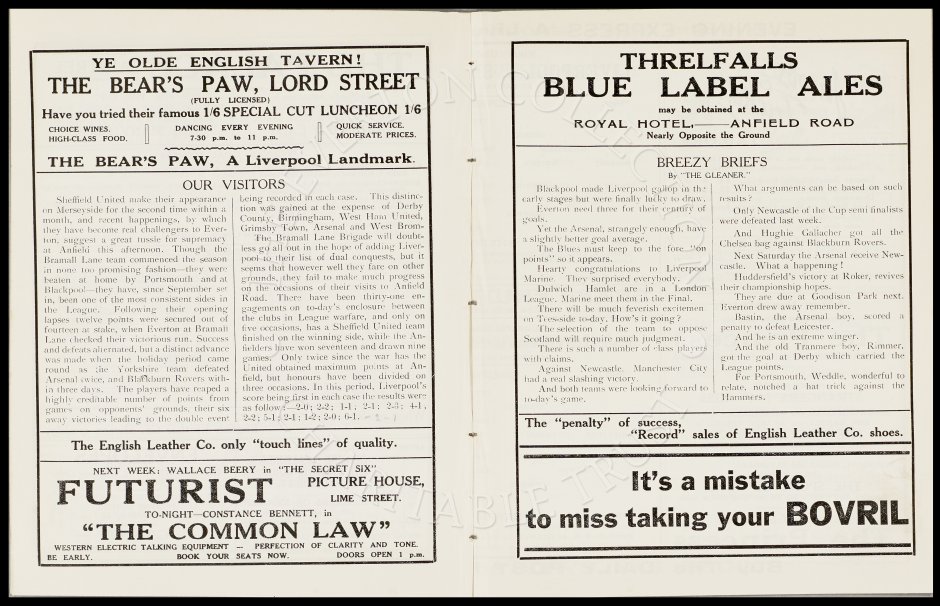 YE OLDE ENGLISH TAVERN!
THE BEAR'S PAW, LORD STREET
(FULLY LICENSED)
Have you tried their famous 1/6 SPECIAL CUT LUNCHEON 1/6
CHOICE WINES.
HIGH-CLASS FOOD.
DANCING EVERY EVENING
7-30 p.m. to 11 p.m.
QUICK SERVICE.
MODERATE PRICES.
THE BEAR'S PAW, A Liverpool Landmark.
OUR VISITORS
Sheffield United make their appearance
on Merseyside for the second time within a
month, and recent happenings, by which
they have become real challengers to Ever-
ton, suggest a great tussle for supremacy
at Anfield this afternoon. Though the
Bramall Lane team commenced the season
in none too promising fashion—they were
beaten at home by Portsmouth and at
Blackpool—they have, since September set
in, been one of the most consistent sides in
the League. Following their opening
lapses twelve points were secured out of
fourteen at stake, when Everton at Bramall
Lane checked their victorious run. Success
and defeats alternated, but a distinct advance
was made when the holiday period came
round as the Yorkshire team defeated
Arsenal twice, and Blackburn Rovers with-
in three days. The players have reaped a
highly creditable number of points from
games on opponents' grounds, their six
away victories leading to the double event
being recorded in each case. This distinc-
tion was gained at the expense of Derby
County, Birmingham, West Ham United,
Grimsby Town, Arsenal and West Brom-
The Bramall Lane Brigade will doubt-
less go all out in the hope of adding Liver-
pool to their list of dual conquests, but it
seems that however well they fare on other
grounds, they fail to make much progress
on the occasions of their visits to Anfield
Road. There have been thirty-one en-
gagements on to-day's enclosure between
the clubs in League warfare, and only on
five occasions, has a Sheffield United team
finished on the winning side, while the An-
fielders have won seventeen and drawn nine
games. Only twice since the war has the
United obtained maximum points at An-
field, but honours have been divided on
three occasions. In this period, Liverpool's
score being first in each case the results were
as follow:—2-0; 2-2; 1-1; 2-1; 2-3; 4-1,
2-2; 5-1; 2-1; 1-2; 2-0; 6-1.
The English Leather Co. only "touch lines" of quality.
NEXT WEEK: WALLACE BEERY in "THE SECRET SIX"
FUTURIST PICTURE HOUSE,
LIME STREET.
TO-NIGHT—CONSTANCE BENNETT, in
"THE COMMON LAW"
WESTERN ELECTRIC TALKING EQUIPMENT — PERFECTION OF CLARITY AND TONE.
BE EARLY. BOOK YOUR SEATS NOW. DOORS OPEN 1 p.m.
THRELFALLS
BLUE LABEL ALES
may be obtained at the
ROYAL HOTEL,——ANFIELD ROAD
Nearly Opposite the Ground
BREEZY BRIEFS
By "THE GLEANER."
Blackpool made Liverpool gallop in the
early stages but were finally lucky to draw.
Everton need three for their century of
goals.
Yet the Arsenal, strangely enough, have
a slightly better goal average.
The Blues must keep to the fore "on
points" so it appears.
Hearty congratulations to Liverpool
Marine. They surprised everybody.
Dulwich Hamlet are in a London
League. Marine meet them in the Final.
There will be much feverish excitement
on Tees-side to-day. How's it going?
The selection of the team to oppose
Scotland will require much judgment.
There is such a number of class players
with claims.
Against Newcastle, Manchester City
had a real slashing victory.
And both teams were looking forward to
to-day's game.
What arguments can be based on such
results?
Only Newcastle of the Cup semi finalists
were defeated last week.
And Hughie Gallacher got all the
Chelsea bag against Blackburn Rovers.
Next Saturday the Arsenal receive New-
castle. What a happening!
Huddersfield's victory at Roker, revives
their championship hopes.
They are due at Goodison Park next.
Everton drew away remember.
Bastin, the Arsenal boy, scored a
penalty to defeat Leicester.
And he is an extreme winger.
And the old Tranmere boy, Rimmer,
got the goal at Derby which carried the
League points.
For Portsmouth, Weddle, wonderful to
relate, notched a hat trick against the
Hammers.
The "penalty" of success,
"Record" sales of English Leather Co. shoes.
It's a mistake
to miss taking your BOVRIL